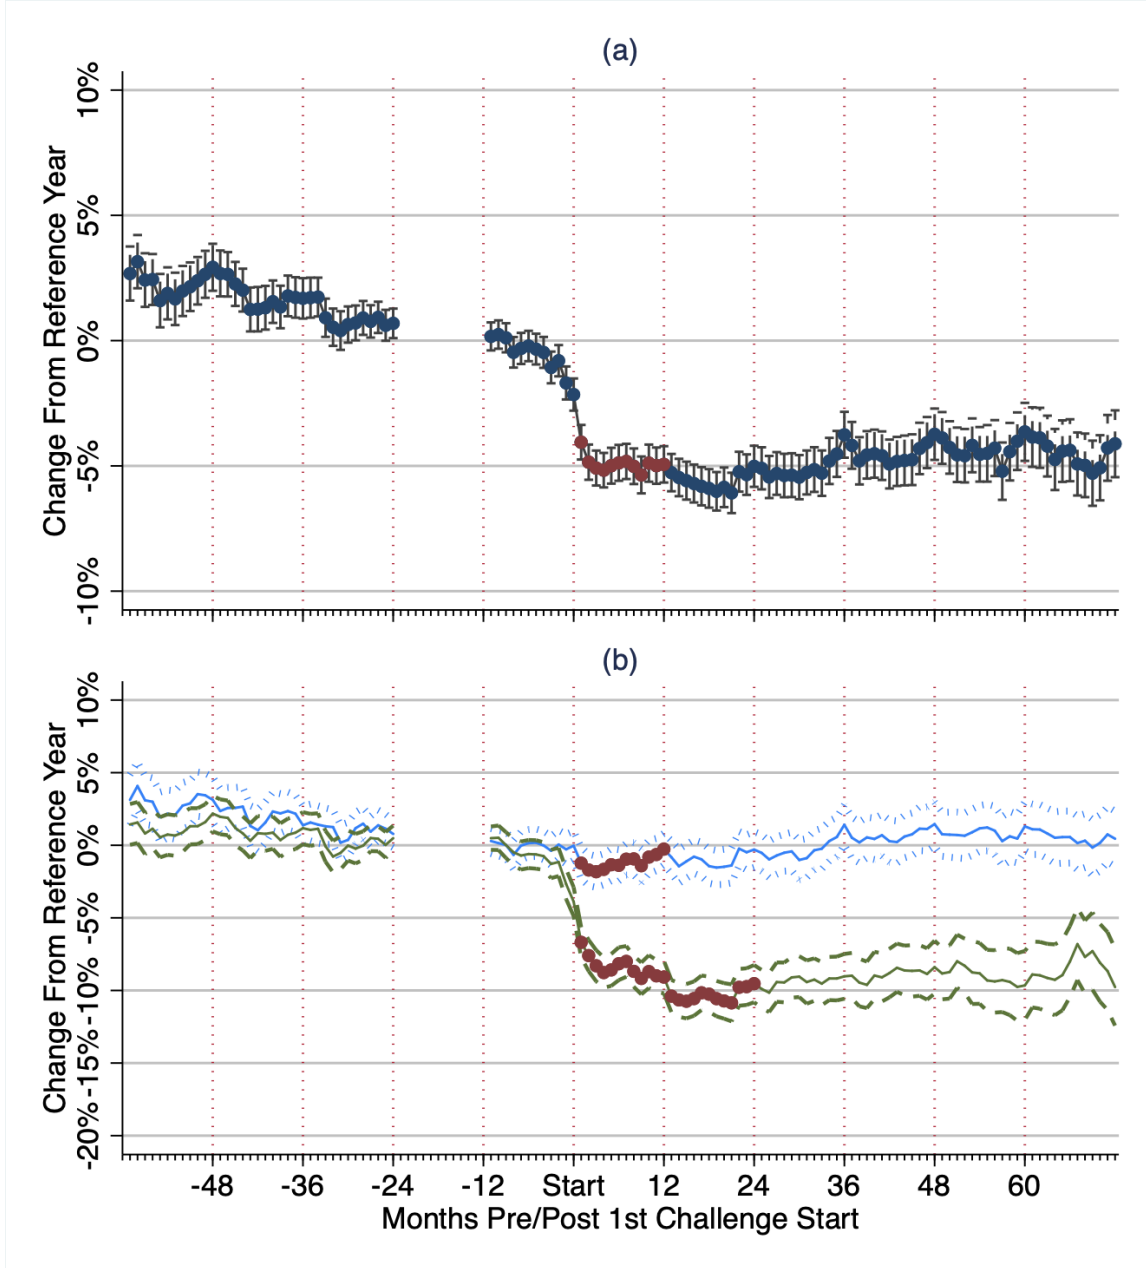 (a)
Change From Reference Year
10%
5%
0%
-5%
-10%
(b)
Change From Reference Year
10%
5%
0%
-5%
-10%
-15%
-20%
-48 -36 -24 -12 Start 12 24 36 48 60
Months Pre/Post 1st Challenge Start